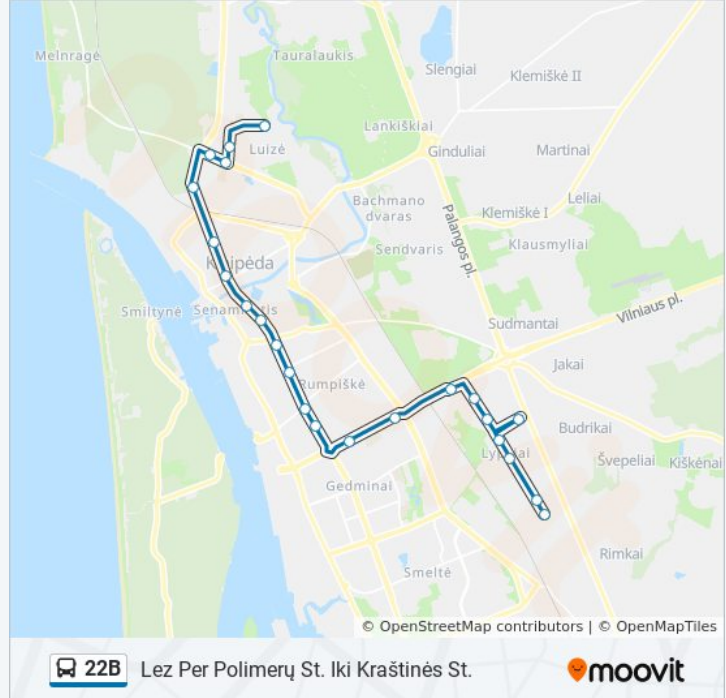 Melnragė
Tauralaukis
Slengiai
Klemiškė II
Lankiškiai
Luizė
Ginduliai
Martinai
Bachmano
dvaras
Lellai
Klemiškė I
Palangos pl.
Sendvaris
Klausmyliai
Klaipėda
Smiltynė
Senamiestis
Vilniaus pl.
Sudmantai
Jakai
Rumpiškė
Budrikai
Lypkiai
Švepeliai
Kiškėnai
Gedminai
Rimkai
Smeltė
© OpenStreetMap contributors | © OpenMapTiles
22B Lez Per Polimerų St. Iki Kraštinės St.
moovit